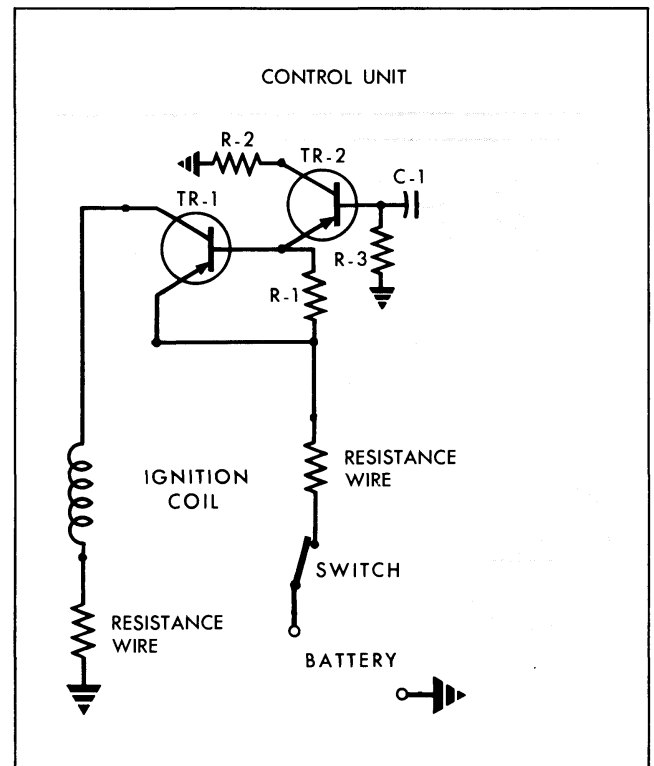 CONTROL UNIT
R-2
TR-2
C-1
TR-1
R-3
R-1
IGNITION
COIL
RESISTANCE
WIRE
SWITCH
RESISTANCE
WIRE
BATTERY